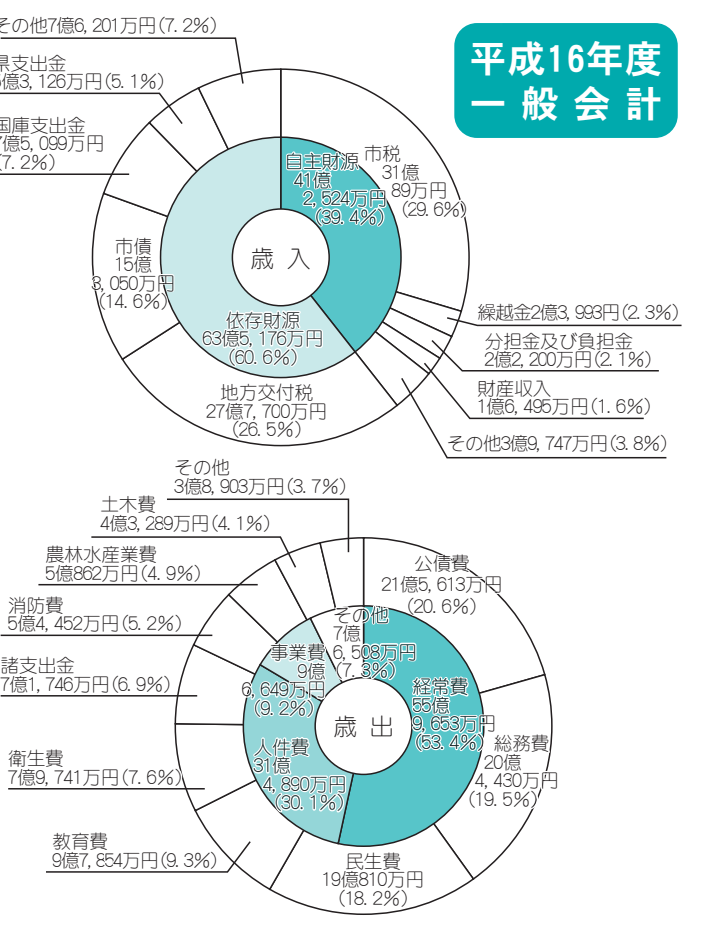 平成16年度
一般会計
その他7億6,201万円(7.2%)
県支出金
億3,126万円(5.1%)
国庫支出金
7億5,099万円
(7.2%)
市債
15億
3,050万円
(14.6%)
自主財源
41億
2,524万円
(39.4%)
市税
31億
89万円
(29.6%)
歳入
依存財源
63億5,176万円
(60.6%)
地方交付税
27億7,700万円
(26.5%)
繰越金2億3,993円(2.3%)
分担金及び負担金
2億2,200万円(2.1%)
財産収入
1億6,495万円(1.6%)
その他3億9,747万円(3.8%)
その他
3億8,903万円(3.7%)
土木費
4億3,289万円(4.1%)
農林水産業費
5億862万円(4.9%)
消防費
5億4,452万円(5.2%)
諸支出金
7億1,746万円(6.9%)
衛生費
7億9,741万円(7.6%)
教育費
9億7,854万円(9.3%)
公債費
21億5,613万円
(20.6%)
その他
7億
6,508万円
(7.3%)
事業費
9億
6,649万円
(9.2%)
経常費
55億
9,653万円
(53.4%)
歳出
人件費
31億
4,890万円
(30.1%)
総務費
20億
4,430万円
(19.5%)
民生費
19億810万円
(18.2%)